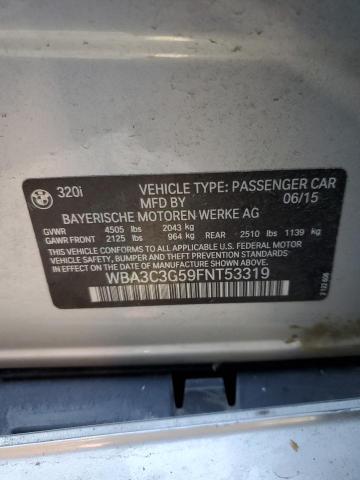 320i VEHICLE TYPE: PASSENGER CAR
MFD BY 06/15
BAYERISCHE MOTOREN WERKE AG
GVWR 4505 lbs 2043 kg
GAWR FRONT 2125 lbs 964 kg REAR 2510 lbs 1139 kg
THIS VEHICLE CONFORMS TO ALL APPLICABLE U.S. FEDERAL MOTOR
VEHICLE SAFETY, BUMPER, AND THEFT PREVENTION STANDARDS
IN EFFECT ON THE DATE OF MANUFACTURE SHOWN ABOVE.
WBA3C3G59FNT53319